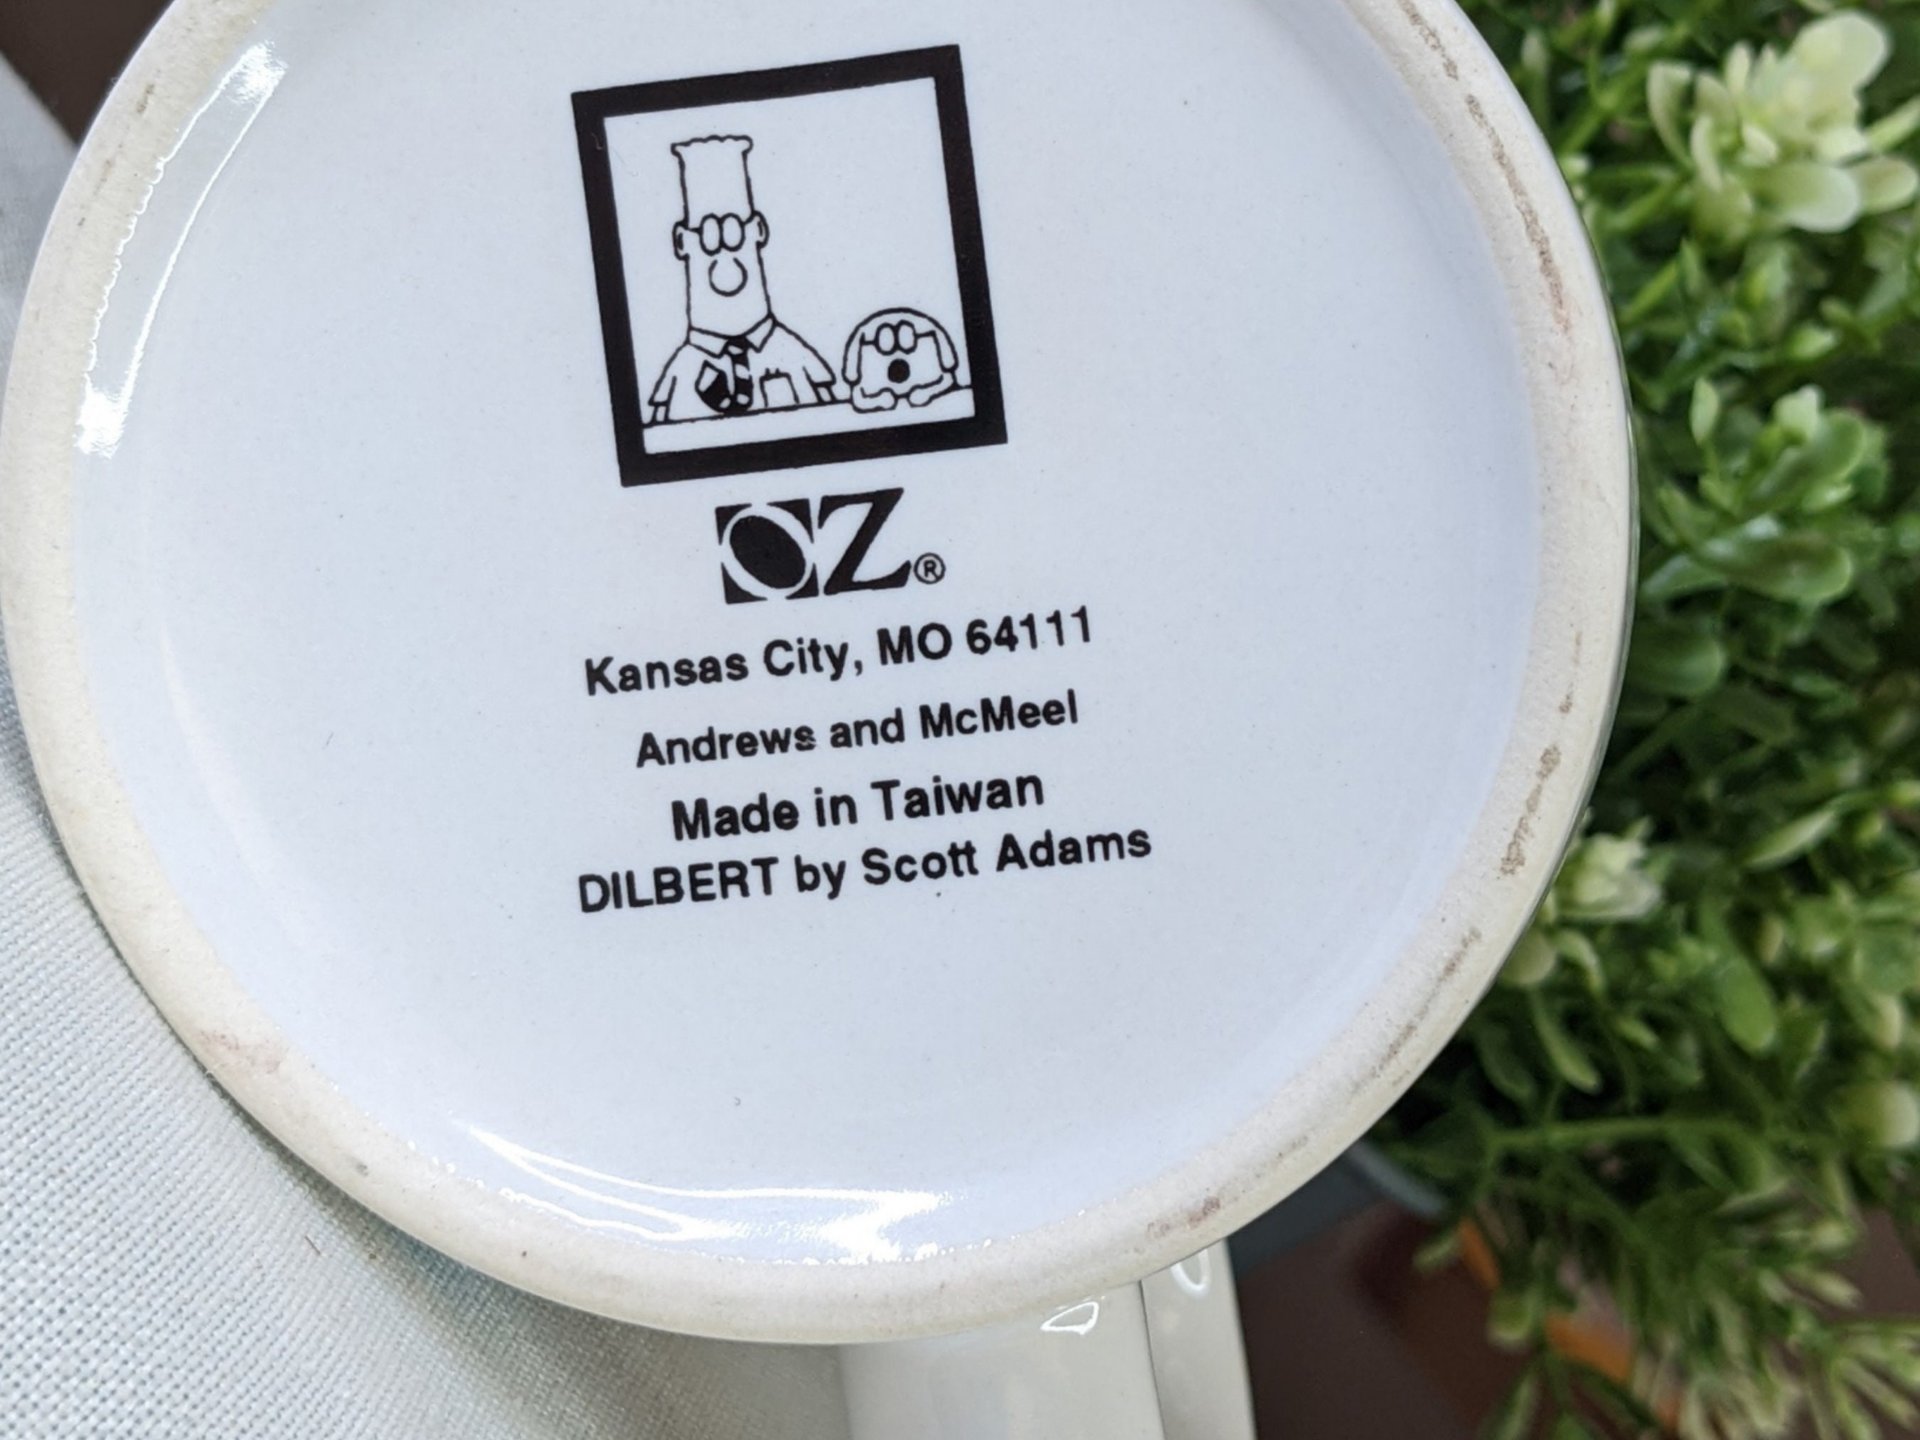 OZ®
Kansas City, MO 64111
Andrews and McMeel
Made in Taiwan
DILBERT by Scott Adams